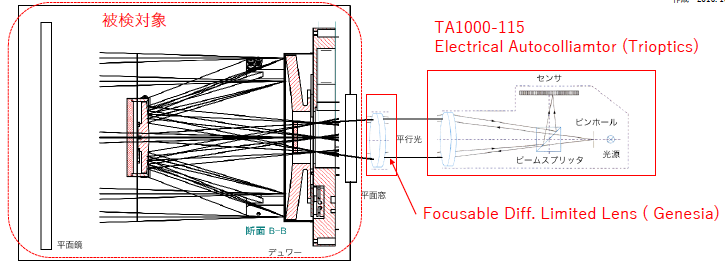 被検対象
TA1000-115
Electrical Autocolliamtor (Trioptics)
センサ
ピンホール
平行光
光源
ビームスプリッタ
平面窓
Focusable Diff. Limited Lens ( Genesia)
断面 B-B
平面鏡
デュワー